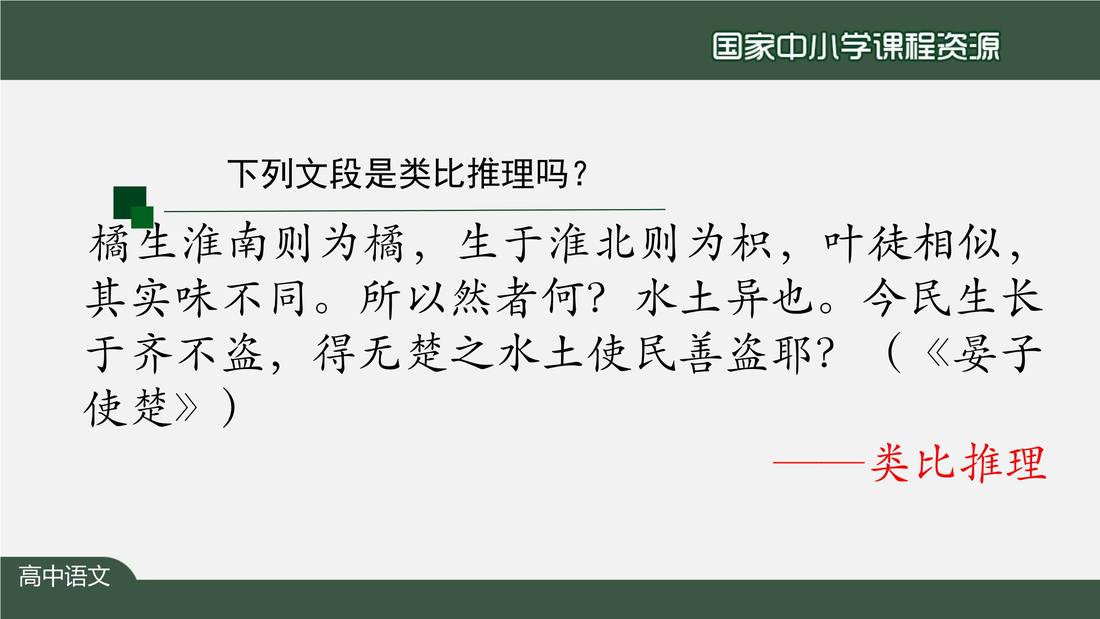 国家中小学课程资源
下列文段是类比推理吗？
橘生淮南则为橘，生于淮北则为枳，叶徒相似，
其实味不同。所以然者何？水土异也。今民生长
于齐不盗，得无楚之水土使民善盗耶？（《晏子
使楚》）
——类比推理
高中语文